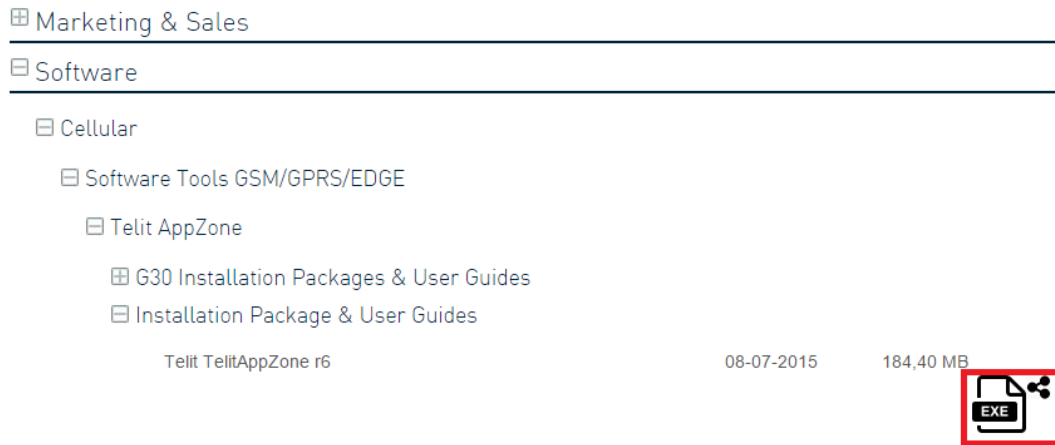 Marketing & Sales
Software
Cellular
Software Tools GSM/GPRS/EDGE
Telit AppZone
G30 Installation Packages & User Guides
Installation Package & User Guides
Telit TelitAppZone r6 08-07-2015 184,40 MB
EXE